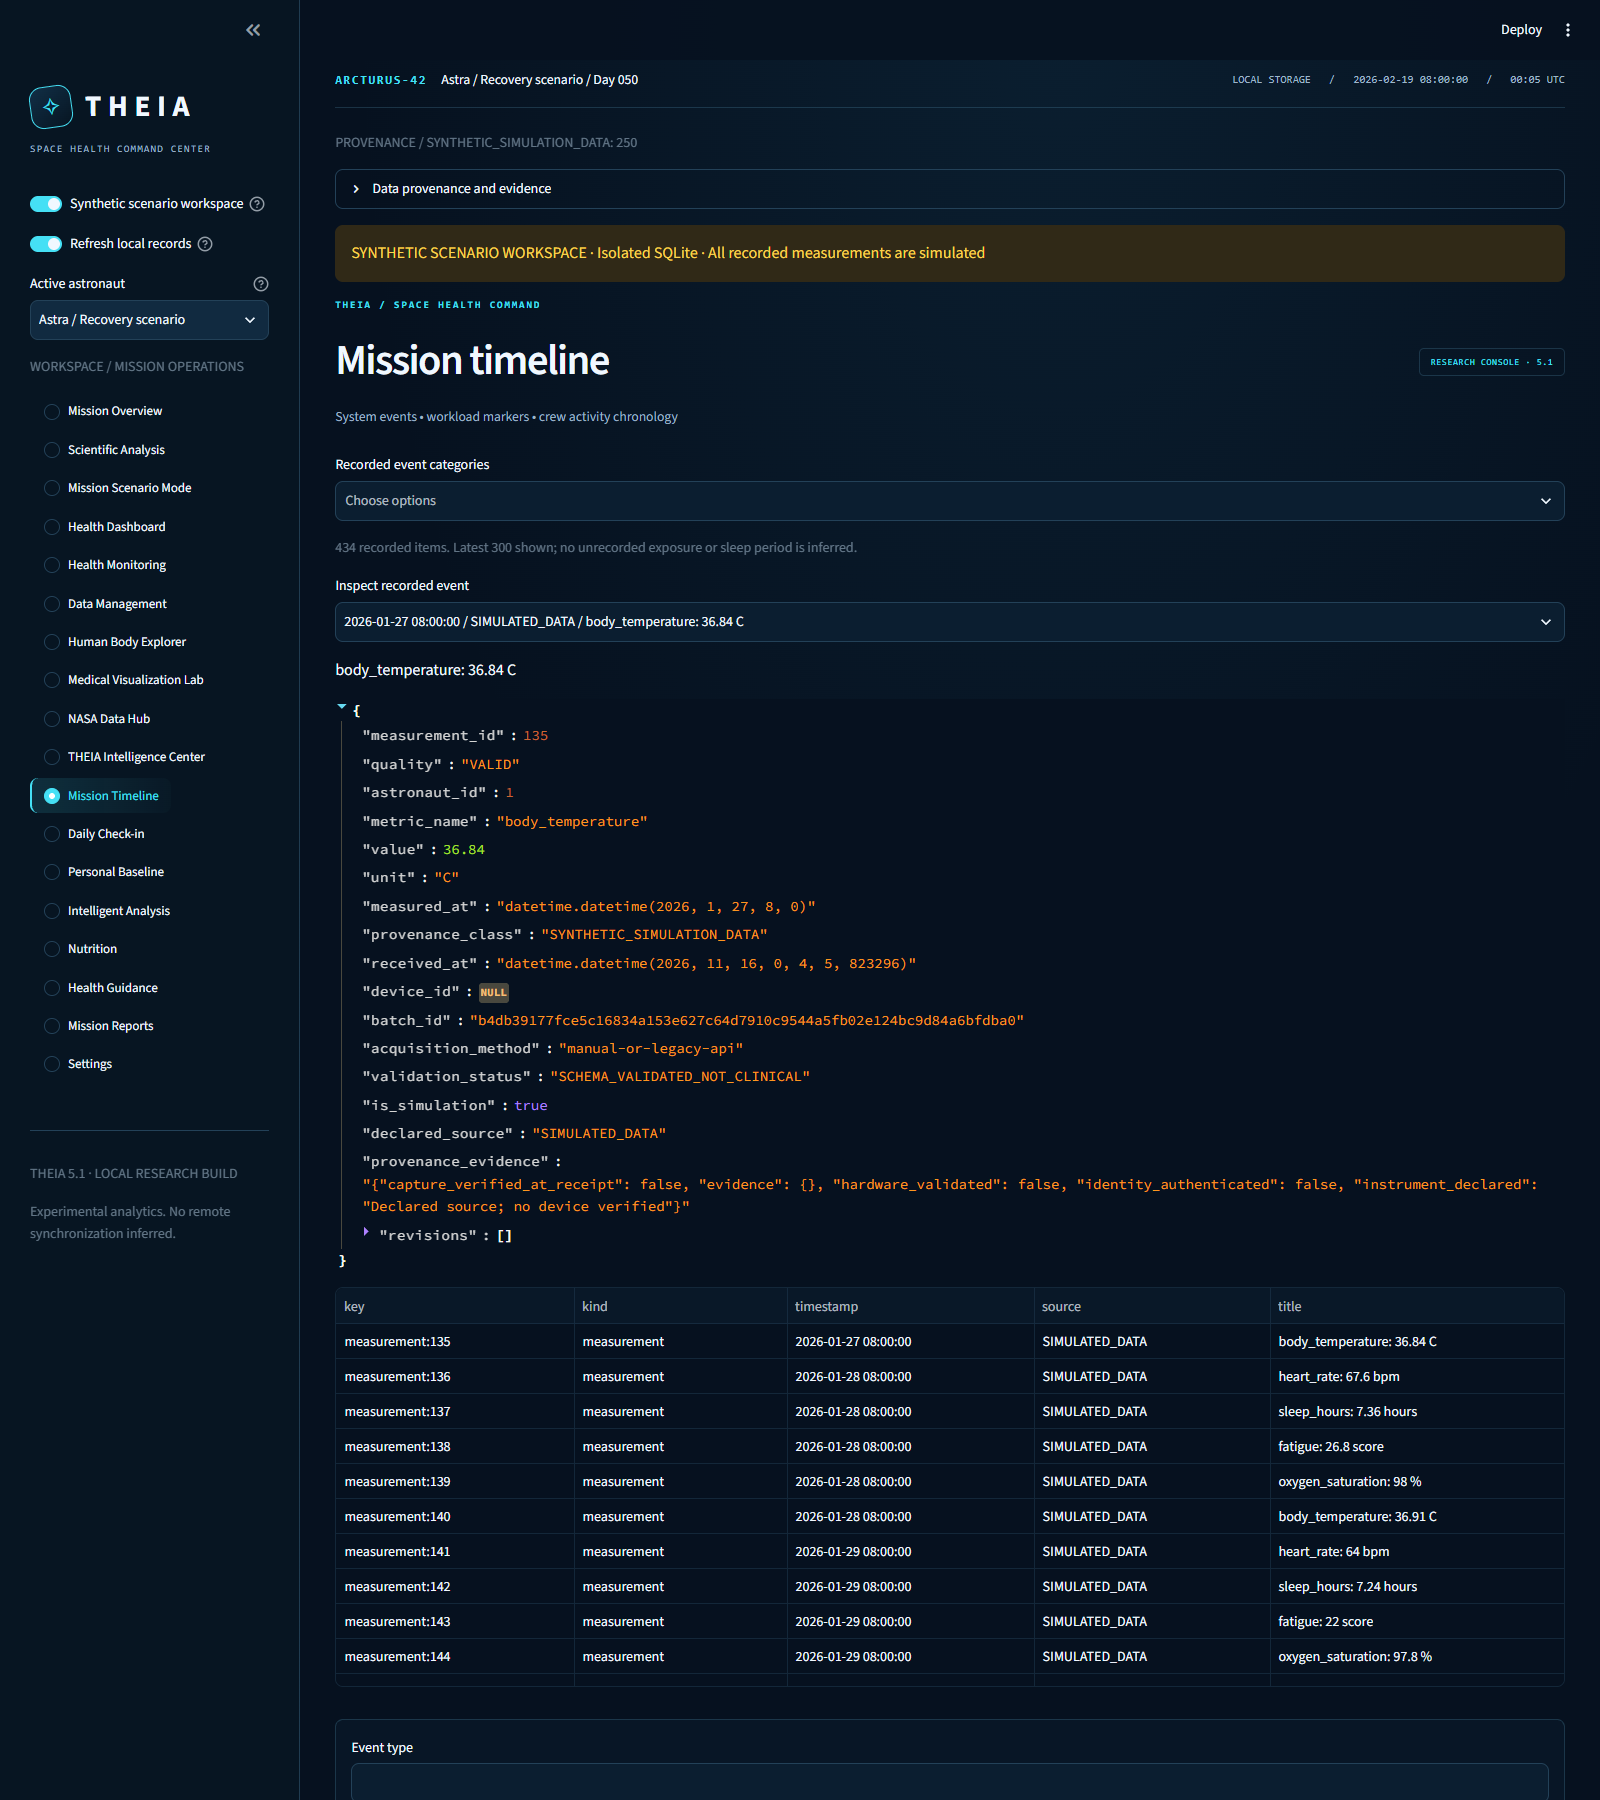 Deploy
THEIA
SPACE HEALTH COMMAND CENTER
Synthetic scenario workspace
Refresh local records
Active astronaut
Astra / Recovery scenario
WORKSPACE / MISSION OPERATIONS
Mission Overview
Scientific Analysis
Mission Scenario Mode
Health Dashboard
Health Monitoring
Data Management
Human Body Explorer
Medical Visualization Lab
NASA Data Hub
THEIA Intelligence Center
Mission Timeline
Daily Check-in
Personal Baseline
Intelligent Analysis
Nutrition
Health Guidance
Mission Reports
Settings
THEIA 5.1 · LOCAL RESEARCH BUILD
Experimental analytics. No remote
synchronization inferred.
ARCTURUS-42 Astra / Recovery scenario / Day 050
LOCAL STORAGE / 2026-02-19 08:00:00 / 00:05 UTC
PROVENANCE / SYNTHETIC_SIMULATION_DATA: 250
Data provenance and evidence
SYNTHETIC SCENARIO WORKSPACE · Isolated SQLite · All recorded measurements are simulated
THEIA / SPACE HEALTH COMMAND
Mission timeline
RESEARCH CONSOLE · 5.1
System events • workload markers • crew activity chronology
Recorded event categories
Choose options
434 recorded items. Latest 300 shown; no unrecorded exposure or sleep period is inferred.
Inspect recorded event
2026-01-27 08:00:00 / SIMULATED_DATA / body_temperature: 36.84 C
body_temperature: 36.84 C
{
"measurement_id" : 135
"quality" : "VALID"
"astronaut_id" : 1
"metric_name" : "body_temperature"
"value" : 36.84
"unit" : "C"
"measured_at" : "datetime.datetime(2026, 1, 27, 8, 0)"
"provenance_class" : "SYNTHETIC_SIMULATION_DATA"
"received_at" : "datetime.datetime(2026, 11, 16, 0, 4, 5, 823296)"
"device_id" : NULL
"batch_id" : "b4db39177fce5c16834a153e627c64d7910c9544a5fb02e124bc9d84a6bfdba0"
"acquisition_method" : "manual-or-legacy-api"
"validation_status" : "SCHEMA_VALIDATED_NOT_CLINICAL"
"is_simulation" : true
"declared_source" : "SIMULATED_DATA"
"provenance_evidence" :
"{"capture_verified_at_receipt": false, "evidence": {}, "hardware_validated": false, "identity_authenticated": false, "instrument_declared":
"Declared source; no device verified"}"
"revisions" : []
}
key kind timestamp source title
measurement:135 measurement 2026-01-27 08:00:00 SIMULATED_DATA body_temperature: 36.84 C
measurement:136 measurement 2026-01-28 08:00:00 SIMULATED_DATA heart_rate: 67.6 bpm
measurement:137 measurement 2026-01-28 08:00:00 SIMULATED_DATA sleep_hours: 7.36 hours
measurement:138 measurement 2026-01-28 08:00:00 SIMULATED_DATA fatigue: 26.8 score
measurement:139 measurement 2026-01-28 08:00:00 SIMULATED_DATA oxygen_saturation: 98 %
measurement:140 measurement 2026-01-28 08:00:00 SIMULATED_DATA body_temperature: 36.91 C
measurement:141 measurement 2026-01-29 08:00:00 SIMULATED_DATA heart_rate: 64 bpm
measurement:142 measurement 2026-01-29 08:00:00 SIMULATED_DATA sleep_hours: 7.24 hours
measurement:143 measurement 2026-01-29 08:00:00 SIMULATED_DATA fatigue: 22 score
measurement:144 measurement 2026-01-29 08:00:00 SIMULATED_DATA oxygen_saturation: 97.8 %
Event type